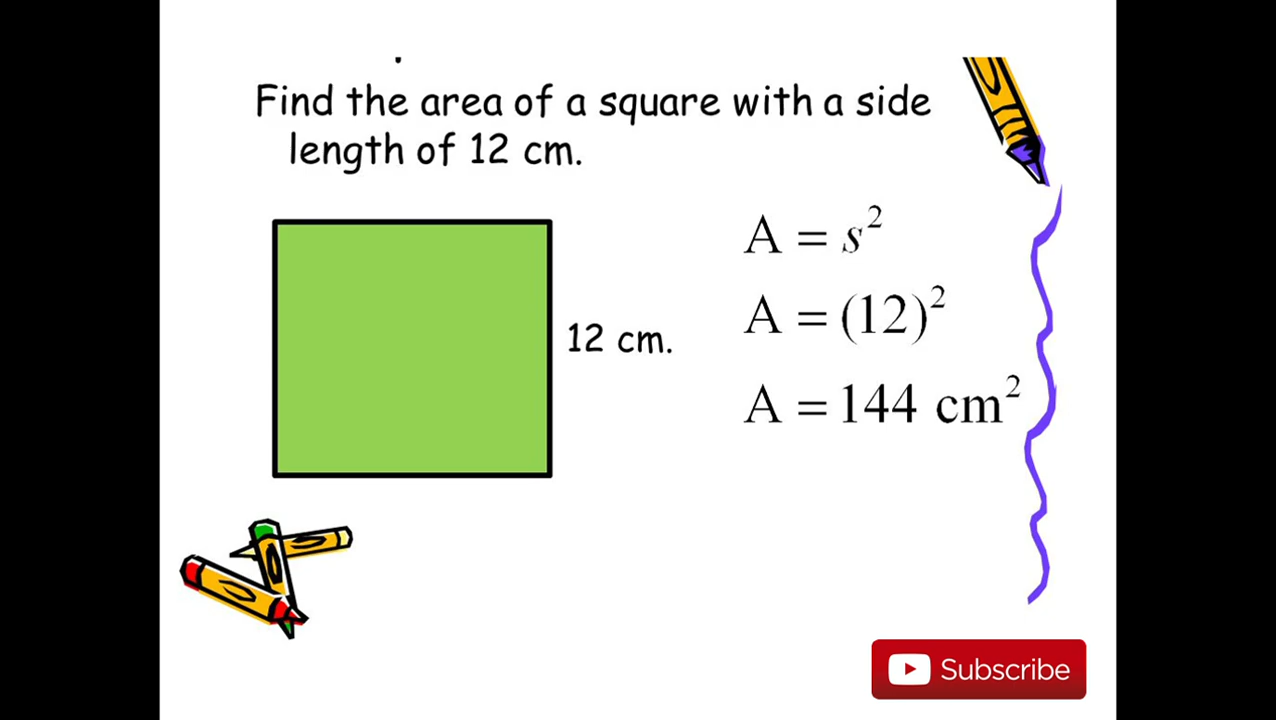 Find the area of a square with a side
length of 12 cm.
A = s²
A = (12)²
12 cm.
A = 144 cm²
Subscribe